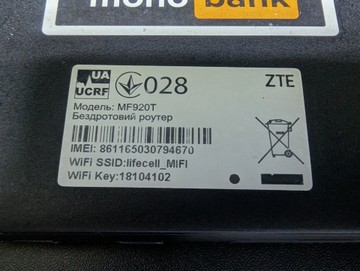 mono bank
UA UCRF 028 ZTE
Модель: MF920T
Бездротовий роутер
IMEI: 861165030794670
WiFi SSID:lifecell_MIFI
WiFi Key:18104102